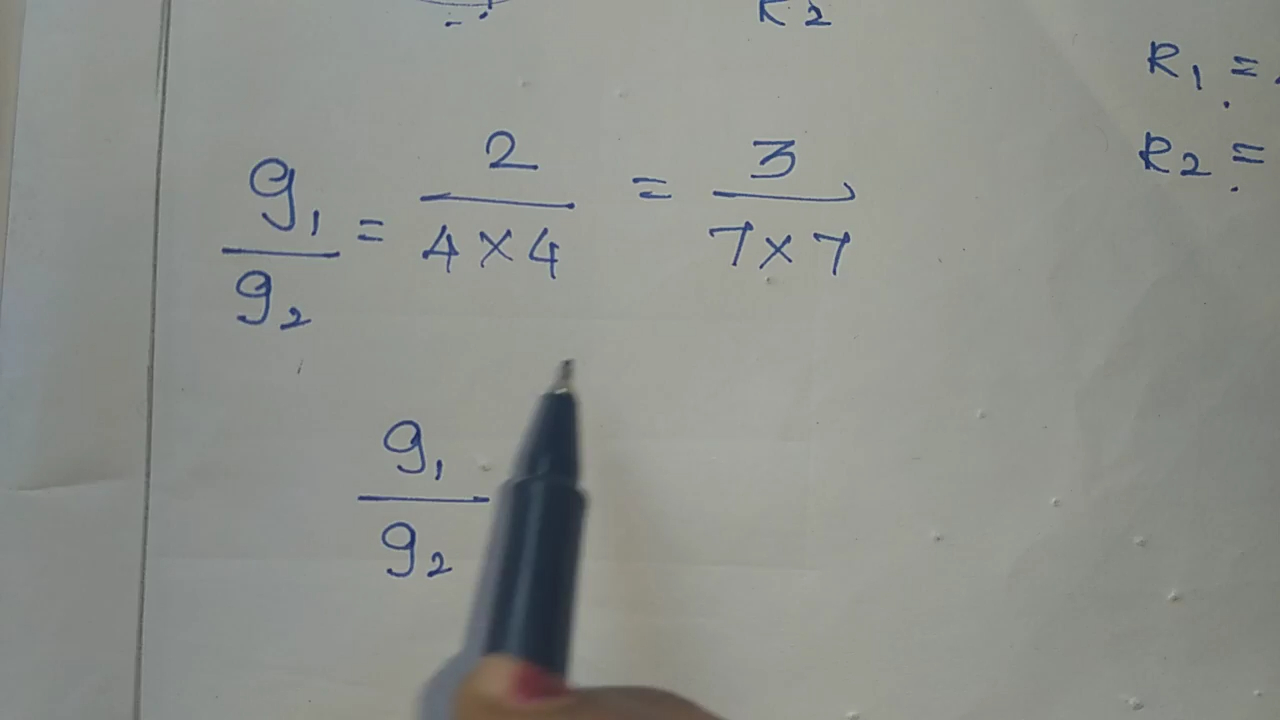 R2
R1 =
R2 =
g1/g2 = 2/4×4 = 3/7×7
g1/g2